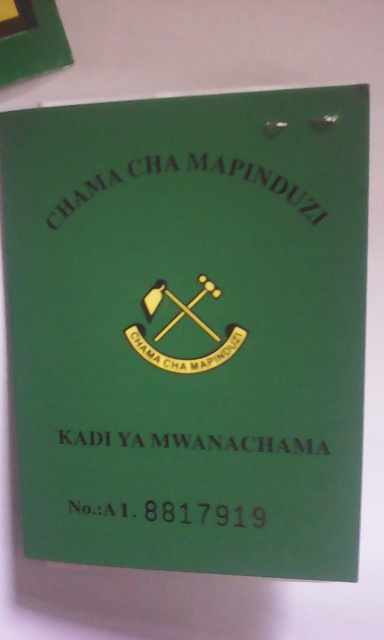 CHAMA CHA MAPINDUZI
CHAMA CHA MAPINDUZI
KADI YA MWANACHAMA
No.:A1. 8817919